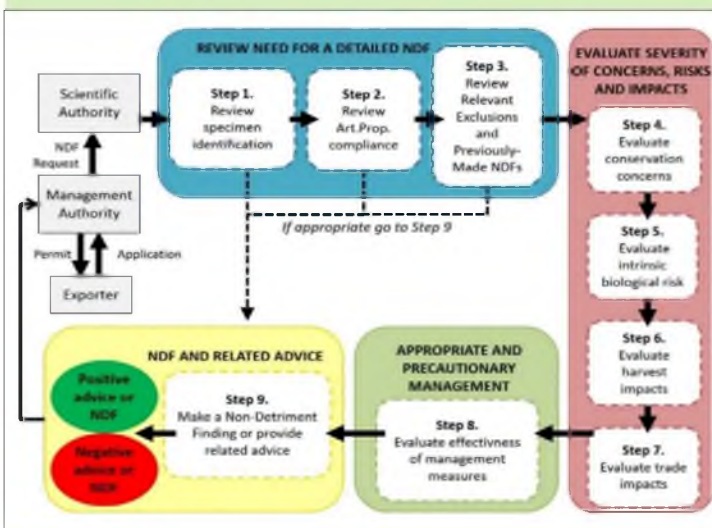 REVIEW NEED FOR A DETAILED NDF
Scientific
Authority
NDF
Request
Management
Authority
Permit
Application
Exporter
Step 1.
Review
specimen
identification
Step 2.
Review
Art.Prop.
compliance
Step 3.
Review
Relevant
Exclusions
and
Previously-
Made NDFs
If appropriate go to Step 9
EVALUATE SEVERITY
OF CONCERNS, RISKS
AND IMPACTS
Step 4.
Evaluate
conservation
concerns
Step 5.
Evaluate
intrinsic
biological risk
Step 6.
Evaluate
harvest
impacts
Step 7.
Evaluate trade
impacts
APPROPRIATE AND
PRECAUTIONARY
MANAGEMENT
Step 8.
Evaluate effectivness
of management
measures
NDF AND RELATED ADVICE
Step 9.
Make a Non-Detriment
Finding or provide
related advice
Positive
advice or
NDF
Negative
advice or
NDF